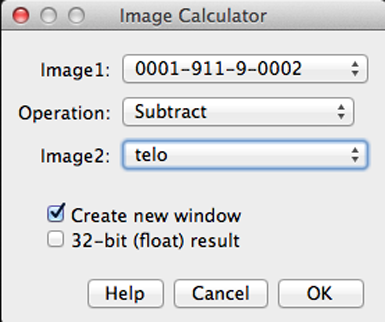 Image Calculator
Image1: 0001-911-9-0002
Operation: Subtract
Image2: telo
Create new window
32-bit (float) result
Help Cancel OK